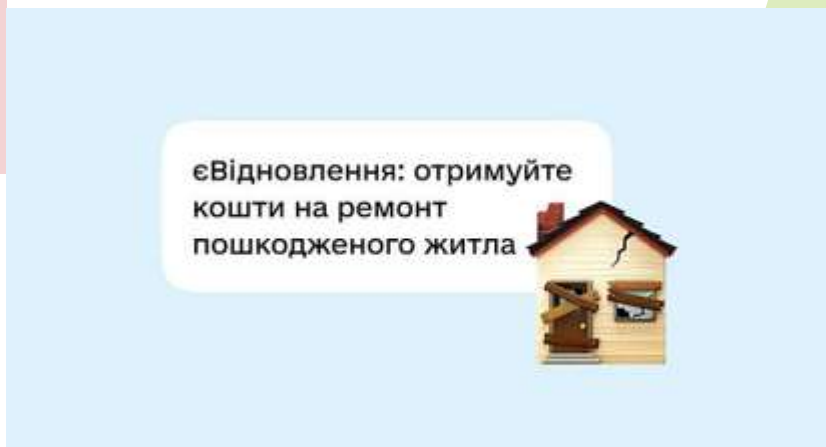 єВідновлення: отримуйте
кошти на ремонт
пошкодженого житла